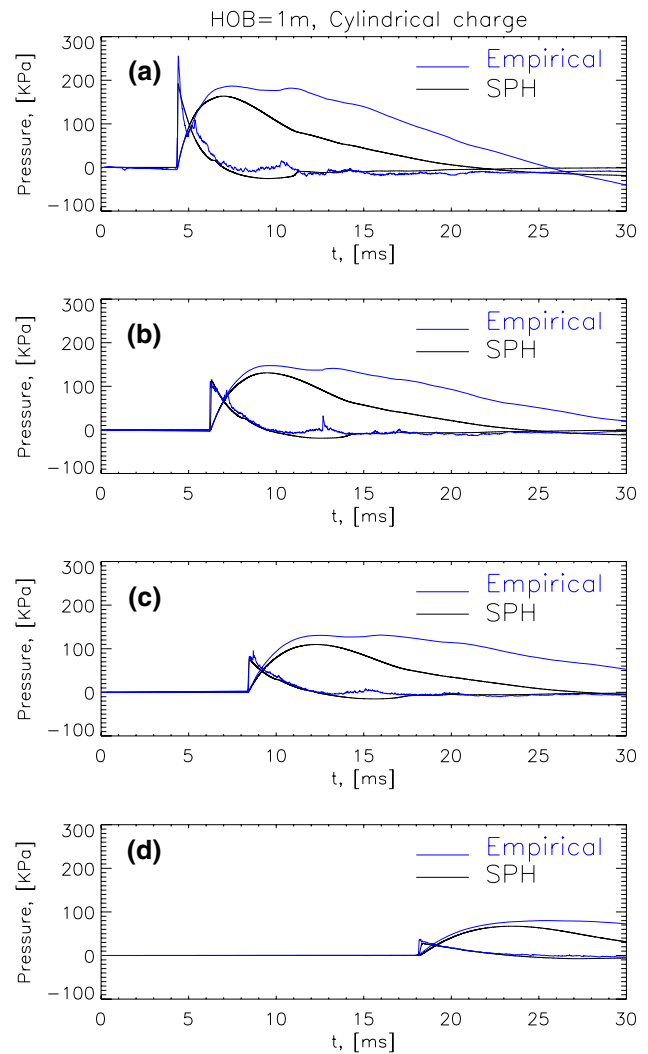 HOB=1m, Cylindrical charge
(a)
Empirical
SPH
Pressure, [KPa]
300
200
100
0
−100
0 5 10 15 20 25 30
t, [ms]
(b)
Empirical
SPH
Pressure, [KPa]
300
200
100
0
−100
0 5 10 15 20 25 30
t, [ms]
(c)
Empirical
SPH
Pressure, [KPa]
300
200
100
0
−100
0 5 10 15 20 25 30
t, [ms]
(d)
Empirical
SPH
Pressure, [KPa]
300
200
100
0
−100
0 5 10 15 20 25 30
t, [ms]